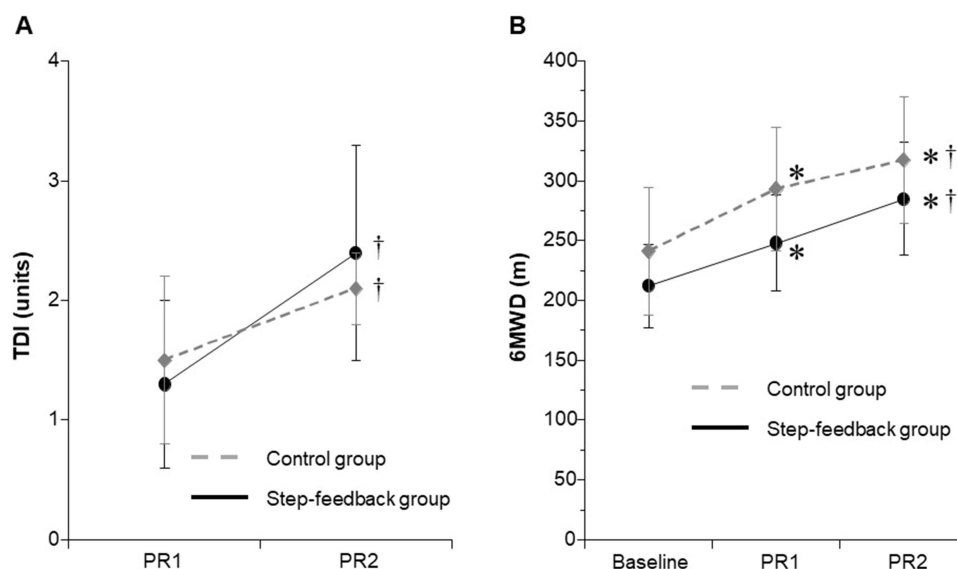 A
TDI (units)
4
3
2
1
0
†
†
Control group
Step-feedback group
PR1
PR2
B
6MWD (m)
400
350
300
250
200
150
100
50
0
* †
*
* †
*
Control group
Step-feedback group
Baseline
PR1
PR2